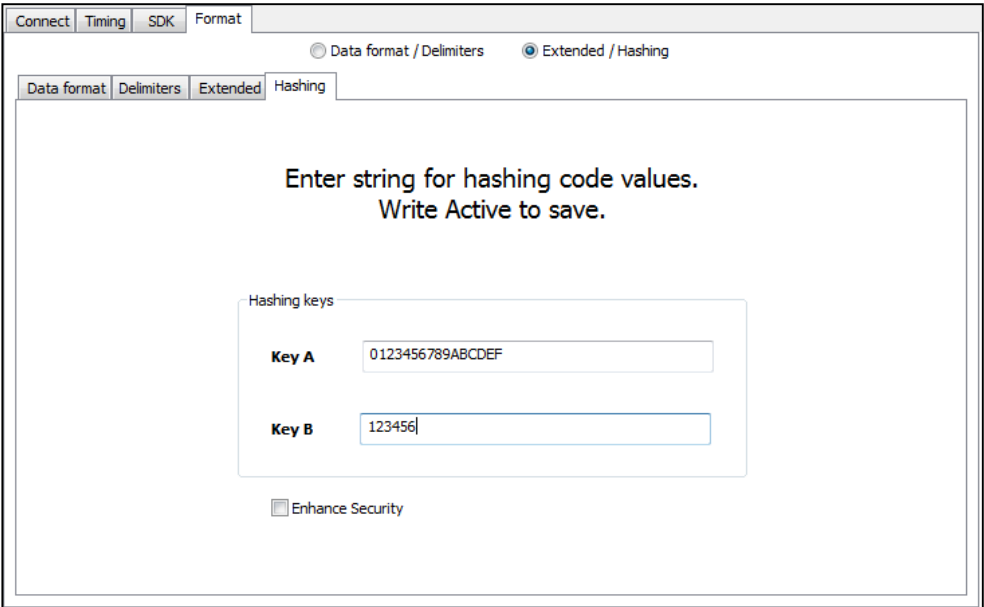 Connect Timing SDK Format
Data format / Delimiters Extended / Hashing
Data format Delimiters Extended Hashing
Enter string for hashing code values.
Write Active to save.
Hashing keys
Key A 0123456789ABCDEF
Key B 123456
Enhance Security